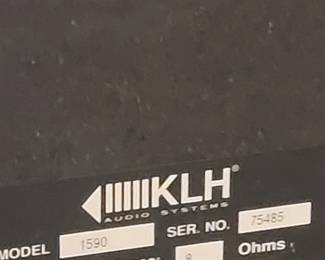 KLH®
AUDIO SYSTEMS
MODEL 1590 SER. NO. 75485
8 Ohms